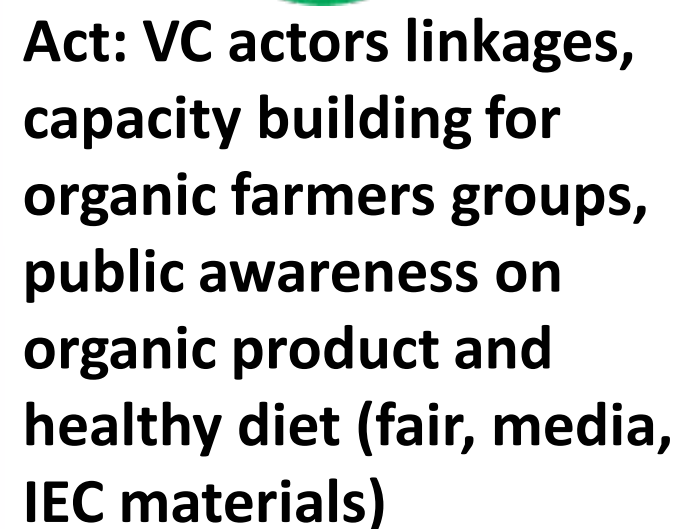 Act: VC actors linkages,
capacity building for
organic farmers groups,
public awareness on
organic product and
healthy diet (fair, media,
IEC materials)